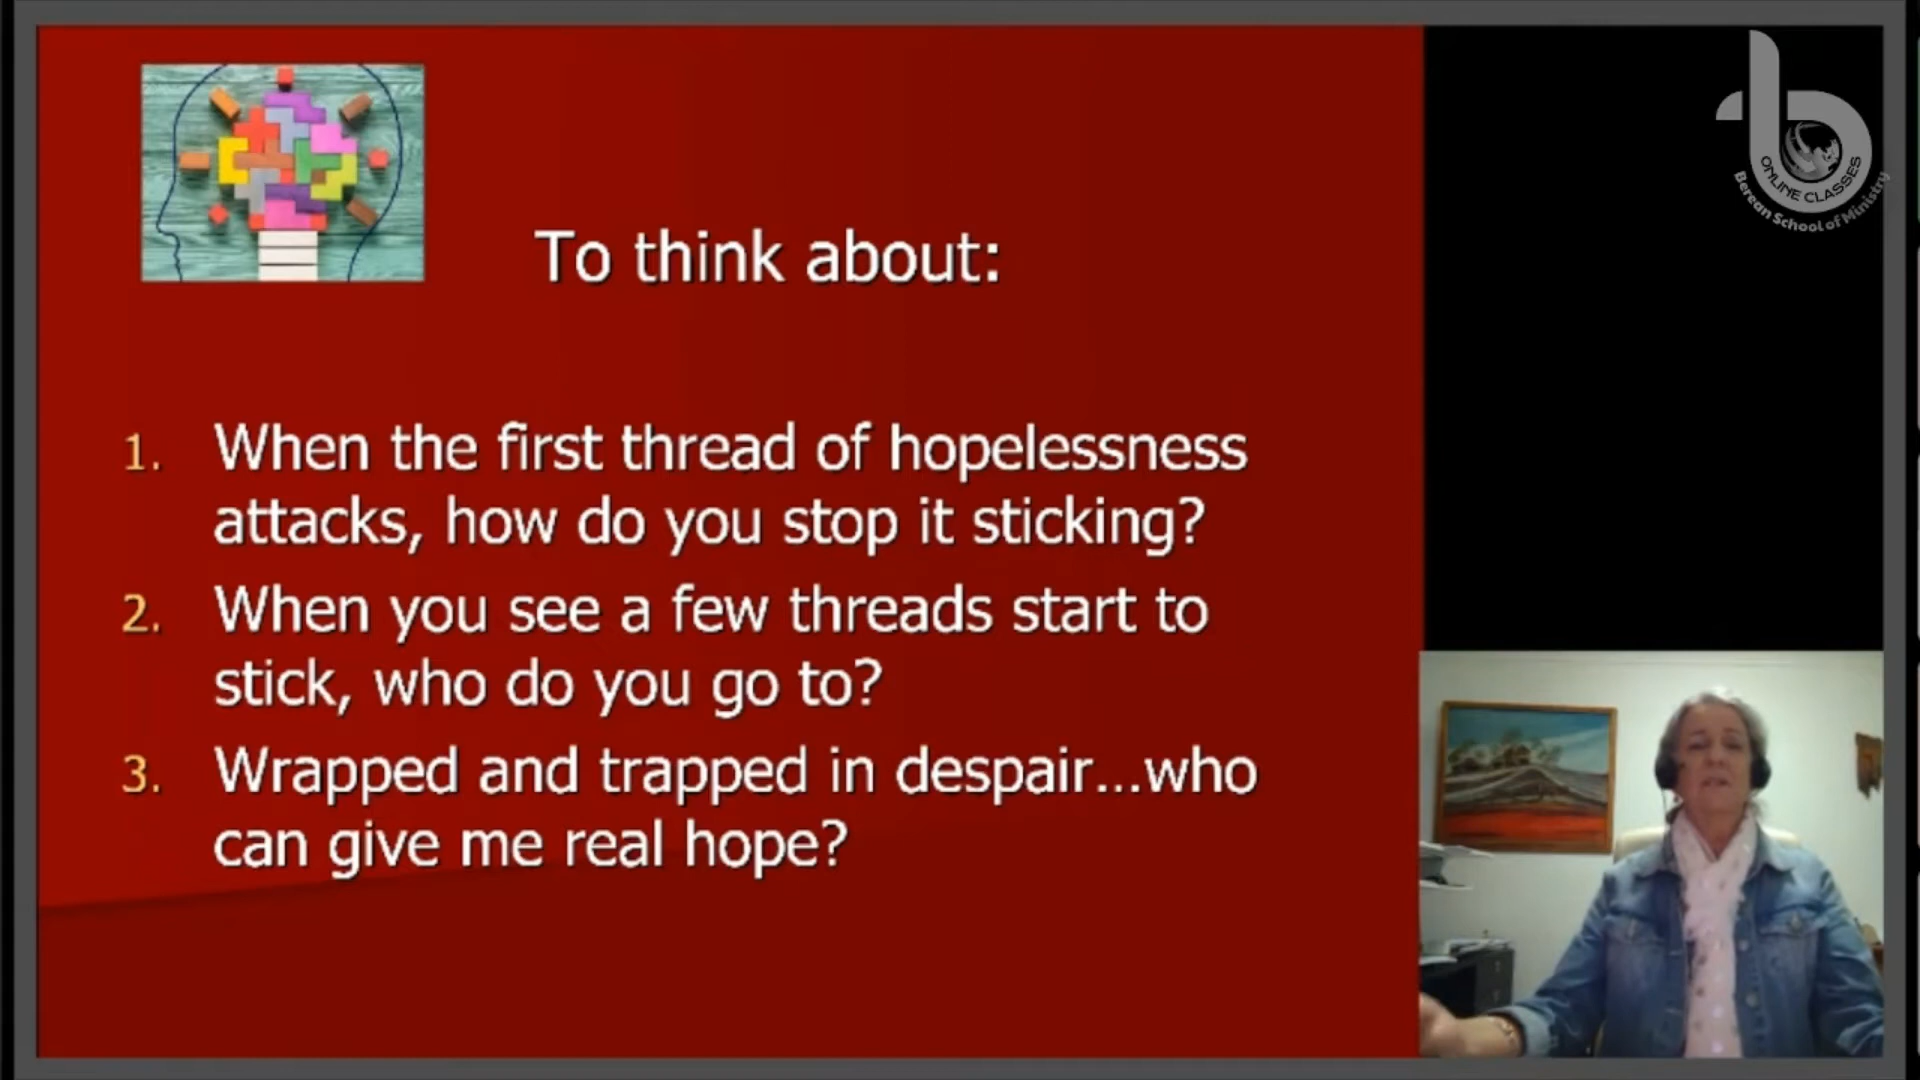 ONLINE CLASSES
Berean School of Ministry
To think about:
1. When the first thread of hopelessness
attacks, how do you stop it sticking?
2. When you see a few threads start to
stick, who do you go to?
3. Wrapped and trapped in despair...who
can give me real hope?